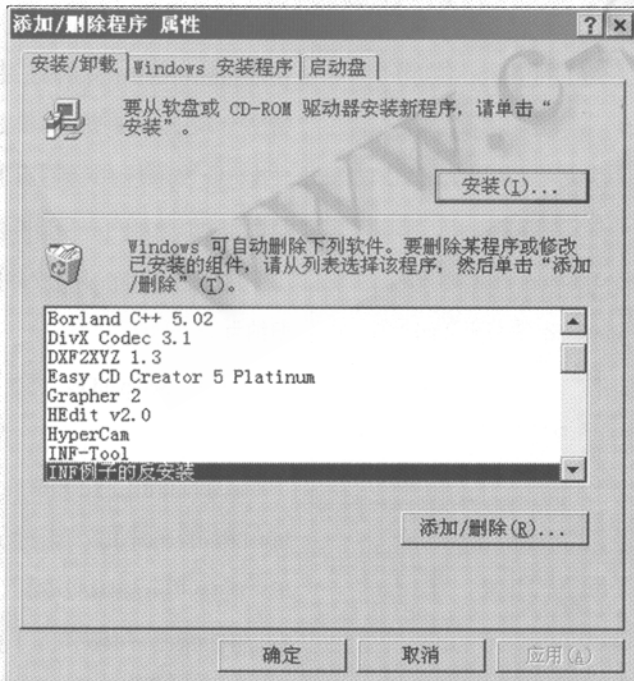 添加/删除程序 属性
安装/卸载 Windows 安装程序 启动盘
要从软盘或 CD-ROM 驱动器安装新程序，请单击“
安装”。
安装(I)...
Windows 可自动删除下列软件。要删除某程序或修改
已安装的组件，请从列表选择该程序，然后单击“添加
/删除”(T)。
Borland C++ 5.02
DivX Codec 3.1
DXF2XYZ 1.3
Easy CD Creator 5 Platinum
Grapher 2
HEdit v2.0
HyperCam
INF-Tool
INF例子的反安装
添加/删除(R)...
确定 取消 应用(A)
www.c-